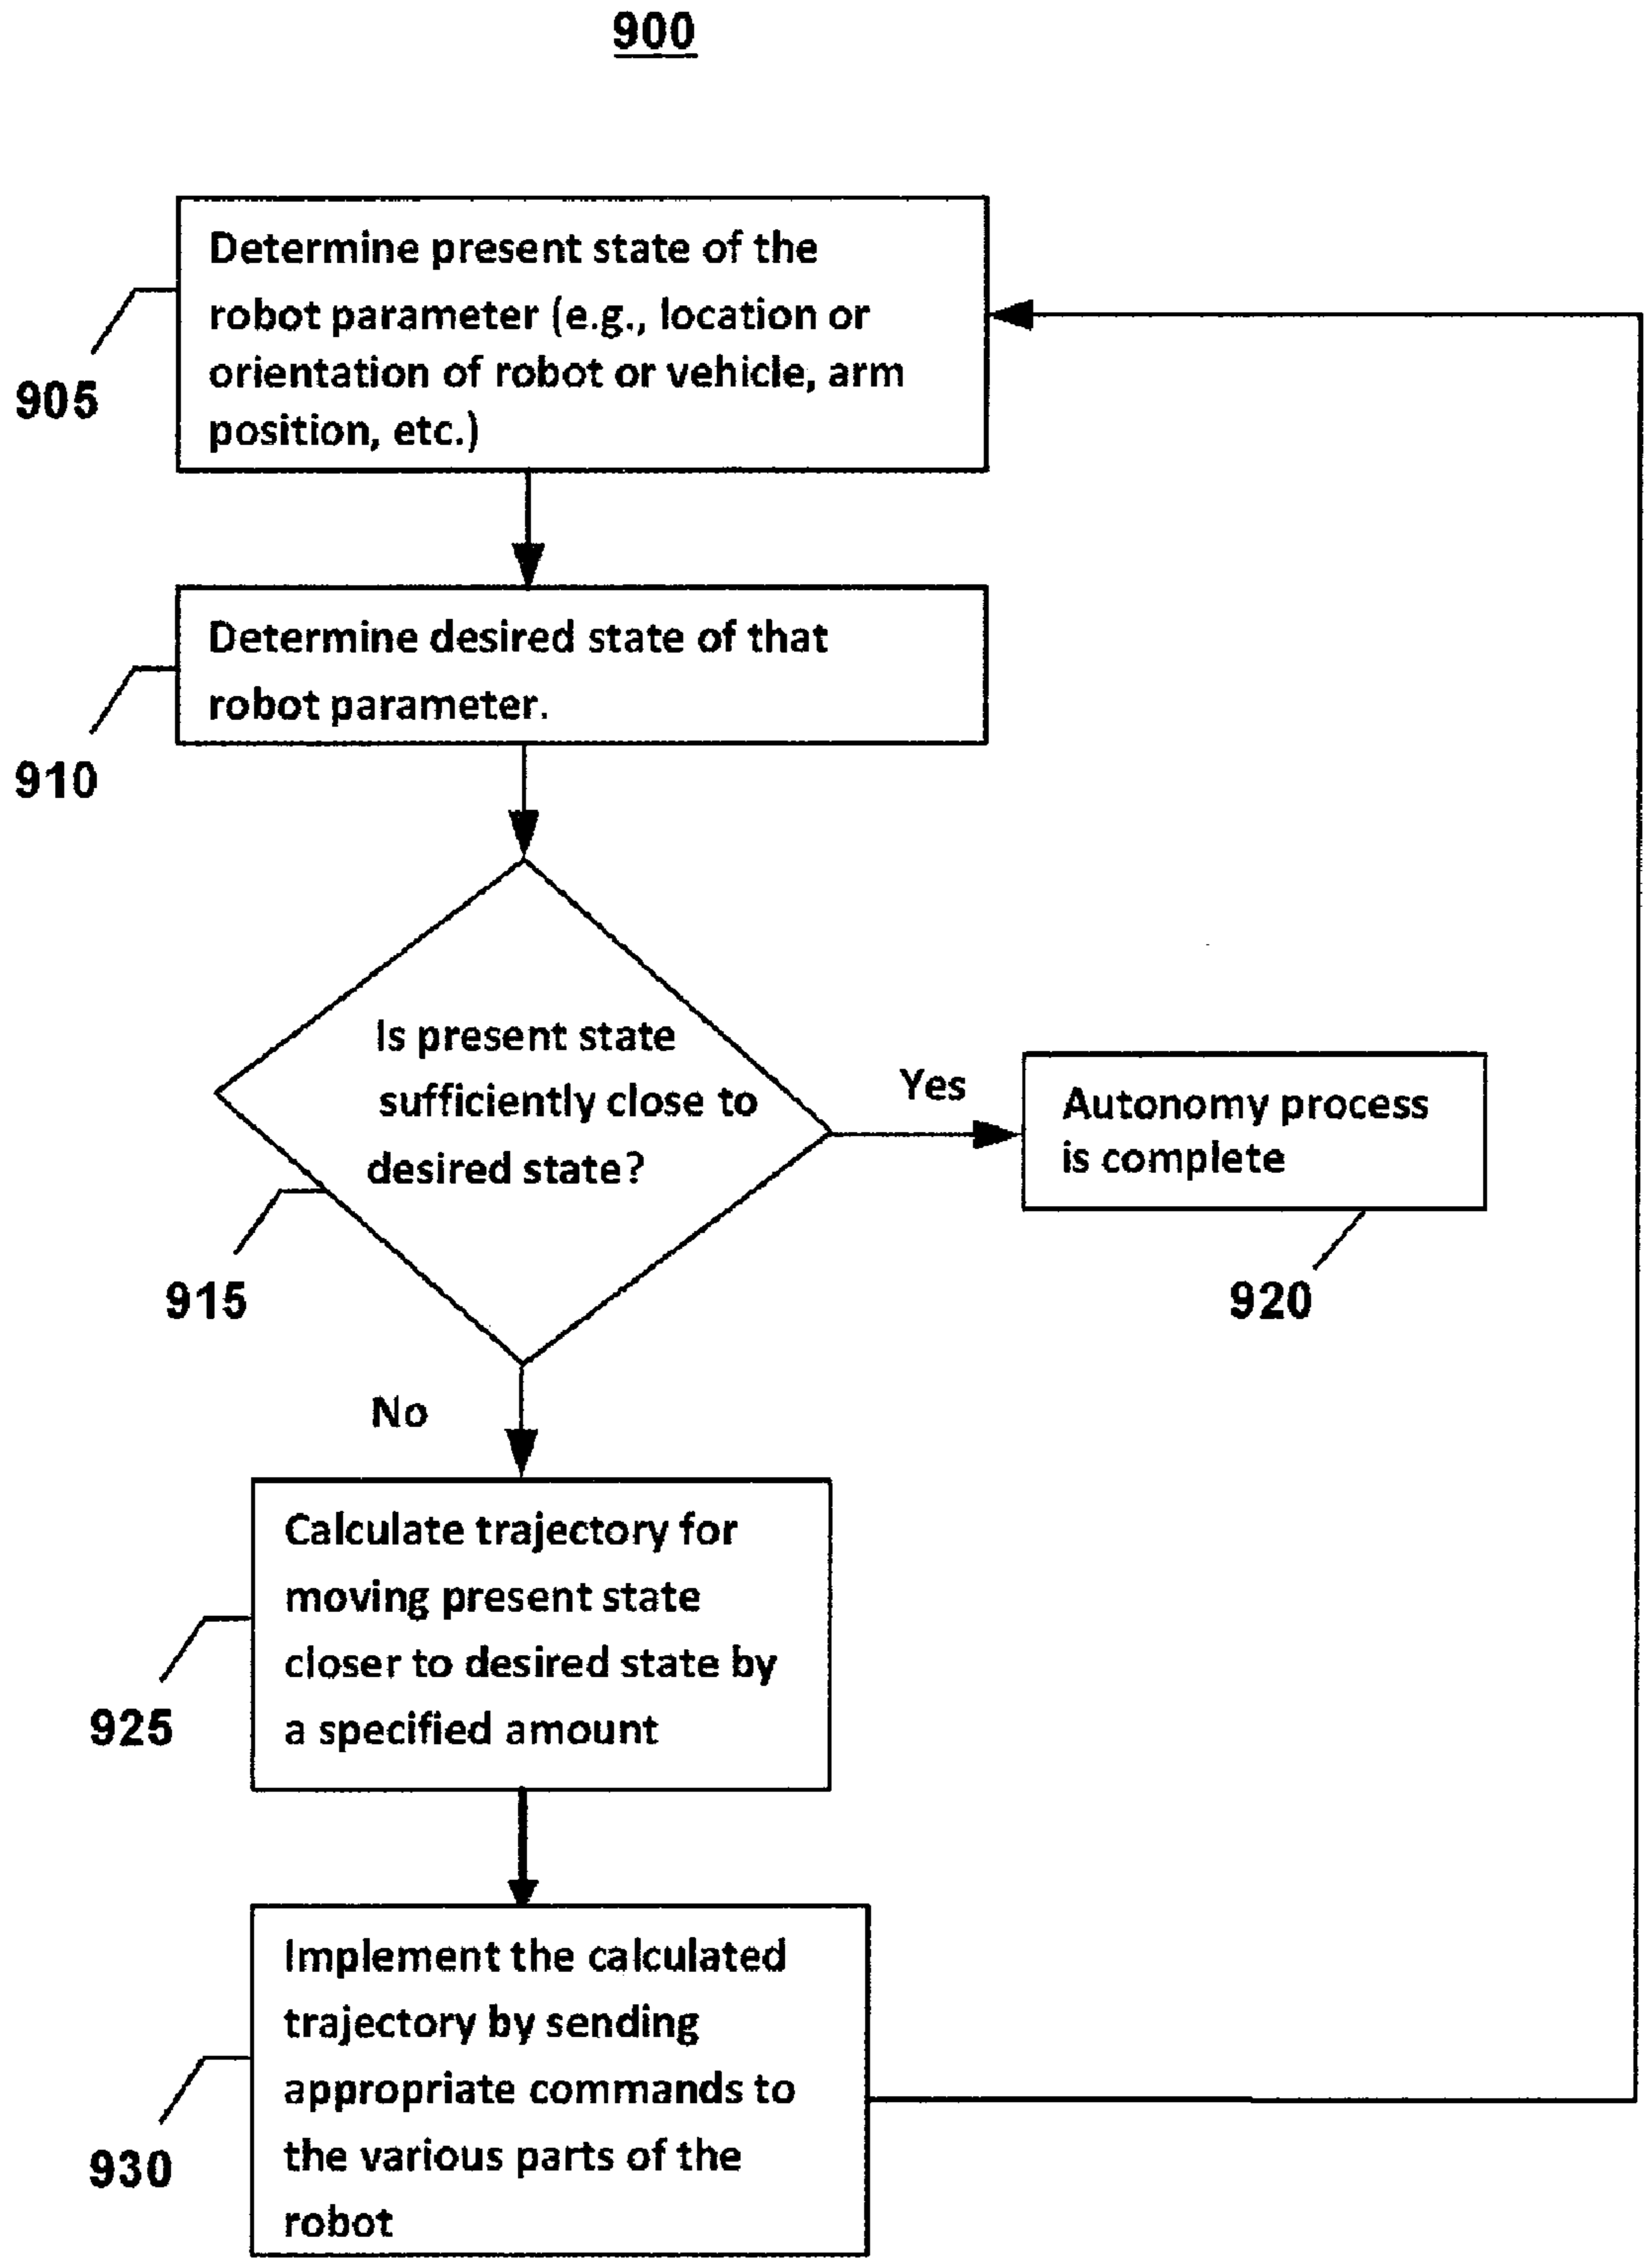 900
Determine present state of the
robot parameter (e.g., location or
orientation of robot or vehicle, arm
position, etc.)
905
Determine desired state of that
robot parameter.
910
Is present state
sufficiently close to
desired state?
915
Yes
Autonomy process
is complete
920
No
Calculate trajectory for
moving present state
closer to desired state by
a specified amount
925
Implement the calculated
trajectory by sending
appropriate commands to
the various parts of the
robot
930